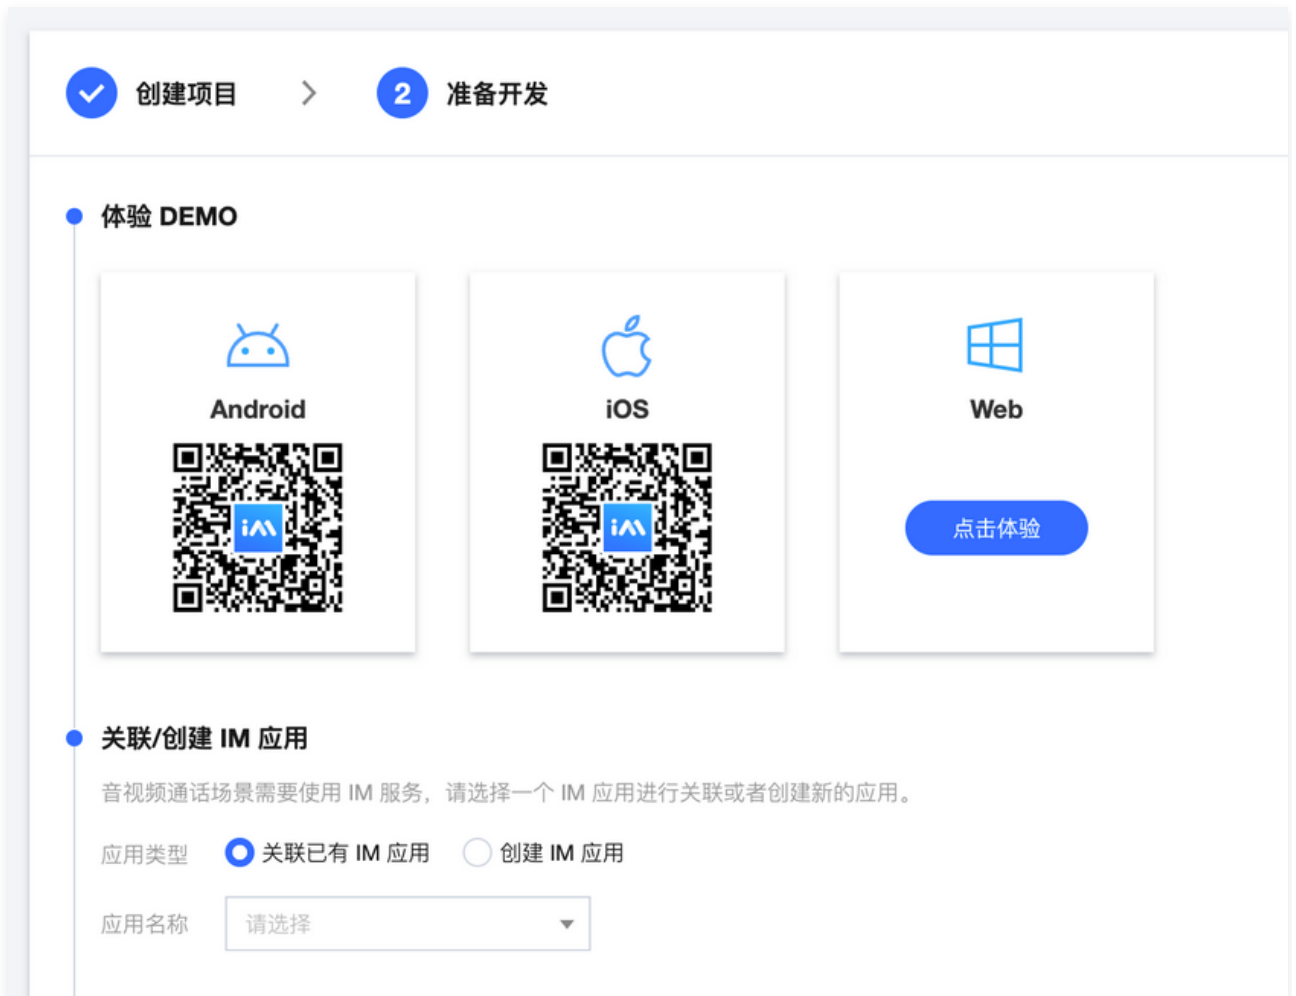 创建项目
2 准备开发
体验 DEMO
Android
iOS
Web
iM
iM
点击体验
关联/创建 IM 应用
音视频通话场景需要使用 IM 服务，请选择一个 IM 应用进行关联或者创建新的应用。
应用类型 关联已有 IM 应用 创建 IM 应用
应用名称 请选择